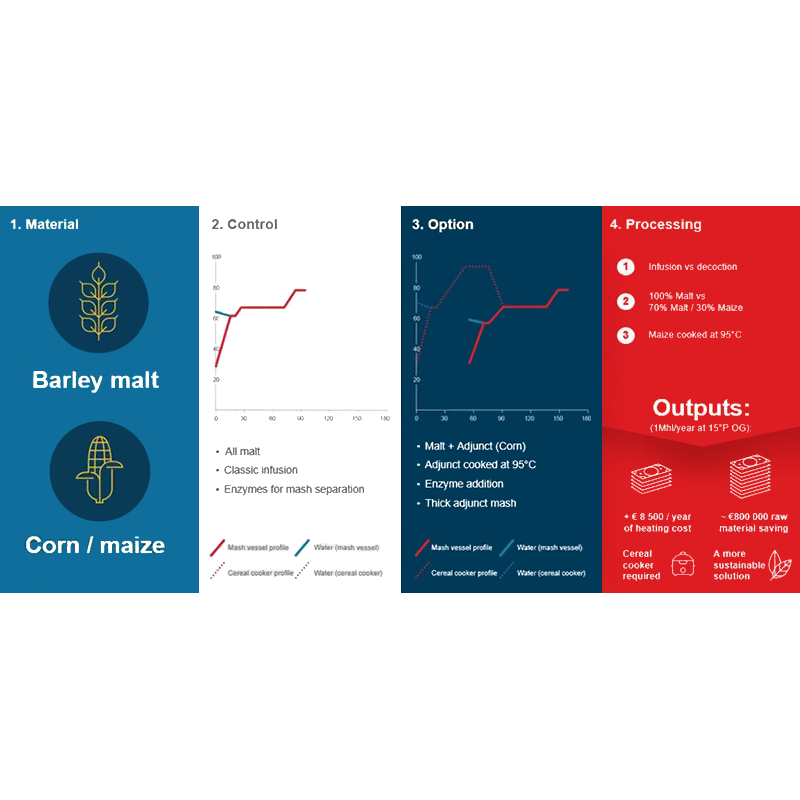 1. Material
Barley malt
Corn / maize
2. Control
100
80
60
40
20
0
30
60
90
120
150
180
• All malt
• Classic infusion
• Enzymes for mash separation
Mash vessel profile
Water (mash vessel)
Cereal cooker profile
Water (cereal cooker)
3. Option
100
80
60
40
20
0
30
60
90
120
150
180
• Malt + Adjunct (Corn)
• Adjunct cooked at 95°C
• Enzyme addition
• Thick adjunct mash
Mash vessel profile
Water (mash vessel)
Cereal cooker profile
Water (cereal cooker)
4. Processing
1 Infusion vs decoction
2 100% Malt vs
70% Malt / 30% Maize
3 Maize cooked at 95°C
Outputs:
(1Mhl/year at 15°P OG):
+ € 8 500 / year
of heating cost
~ €800 000 raw
material saving
Cereal
cooker
required
A more
sustainable
solution